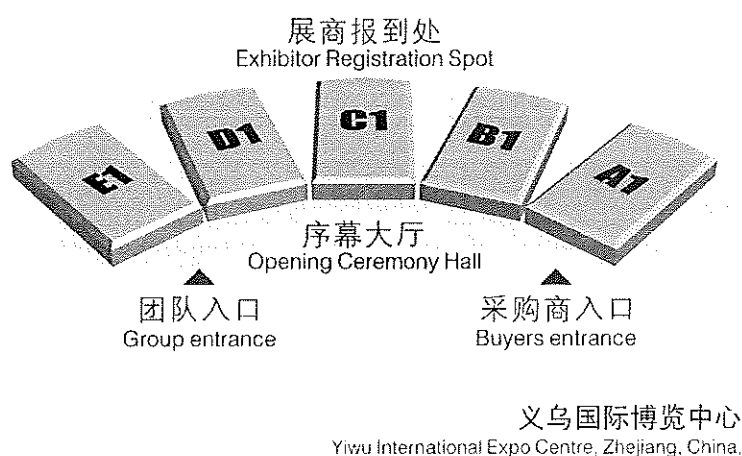 展商报到处
Exhibitor Registration Spot
E1
D1
C1
B1
A1
序幕大厅
Opening Ceremony Hall
团队入口
Group entrance
采购商入口
Buyers entrance
义乌国际博览中心
Yiwu International Expo Centre, Zhejiang, China,